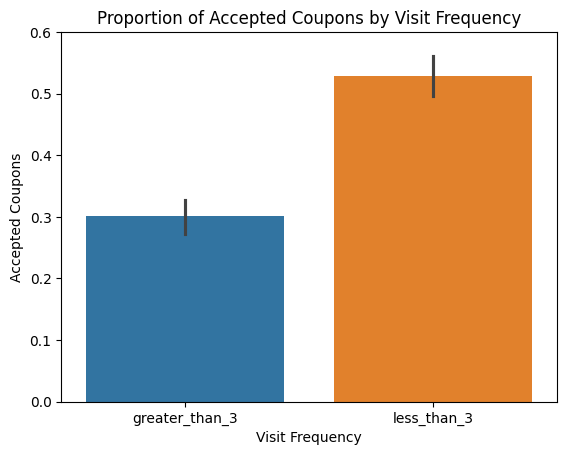 Proportion of Accepted Coupons by Visit Frequency
0.6
0.5
0.4
0.3
0.2
0.1
0.0
Accepted Coupons
greater_than_3
less_than_3
Visit Frequency